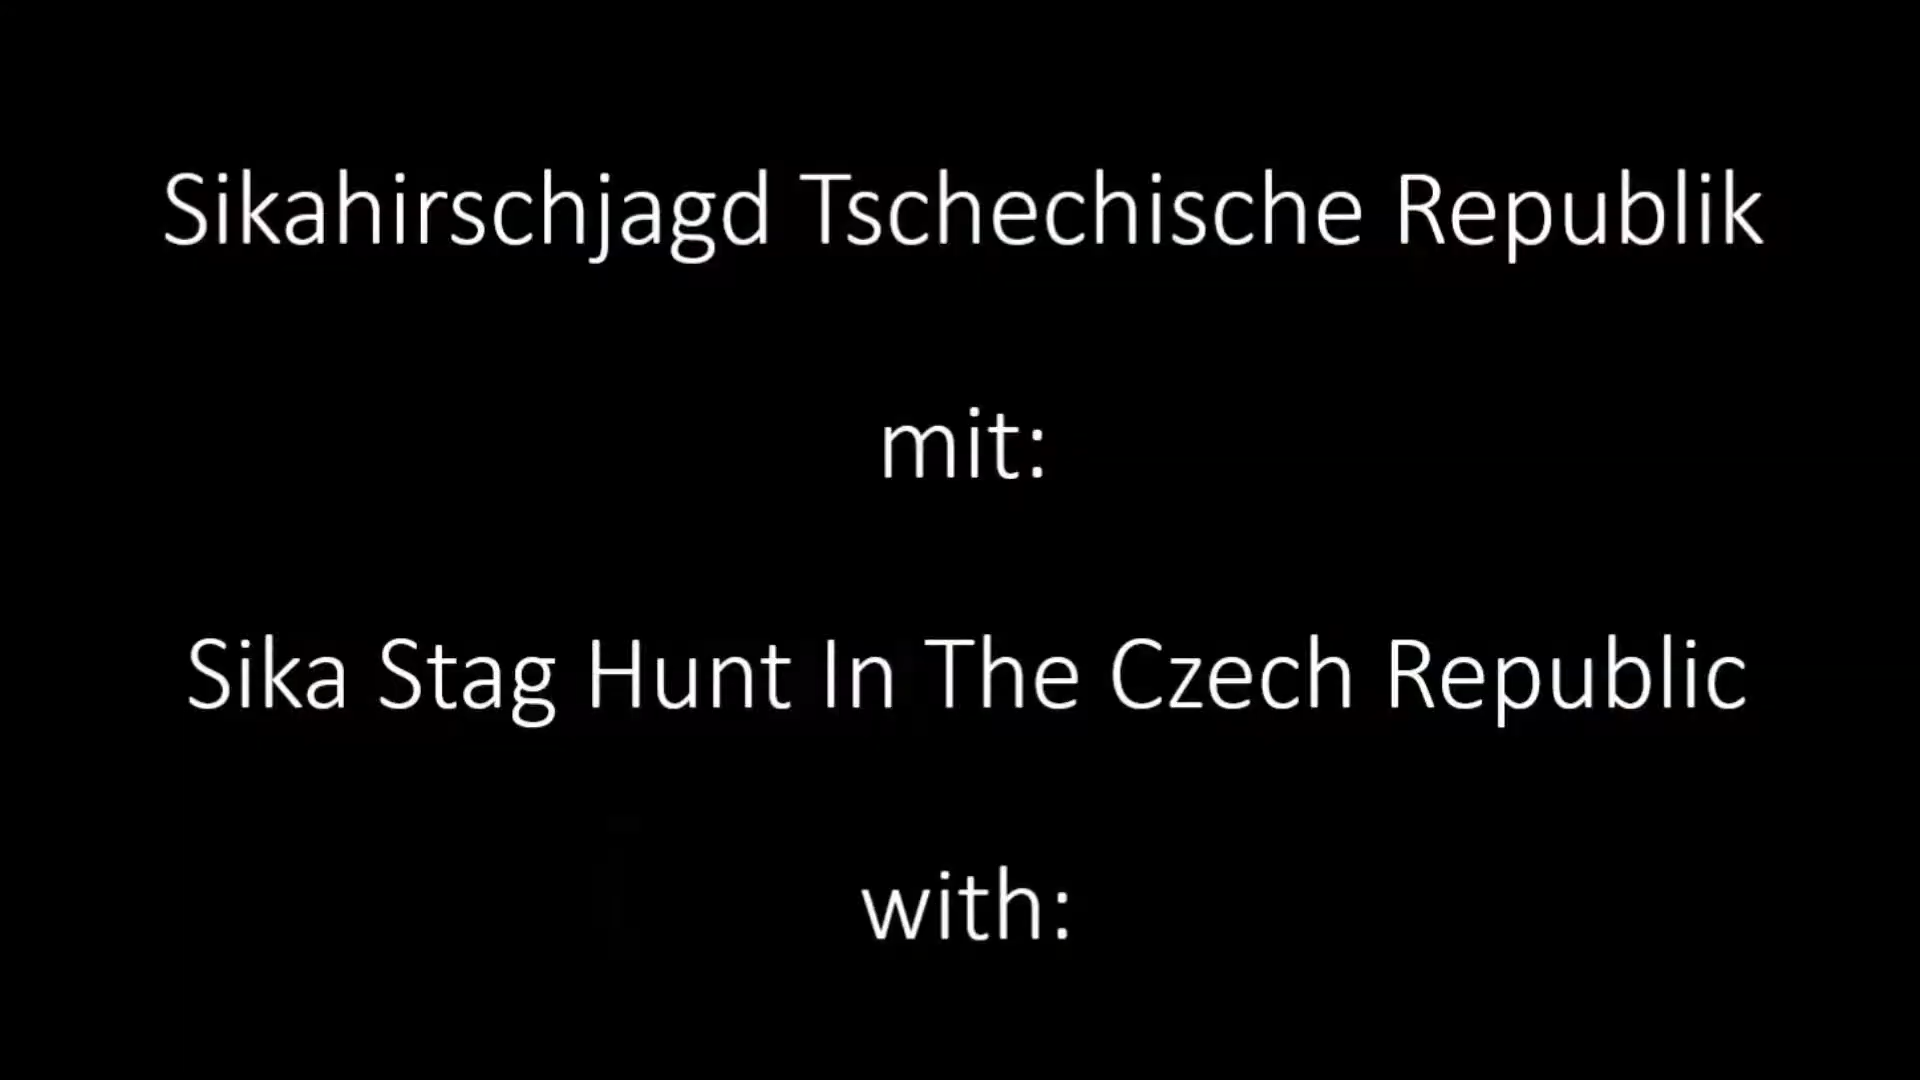 Sikahirschjagd Tschechische Republik
mit:
Sika Stag Hunt In The Czech Republic
with: